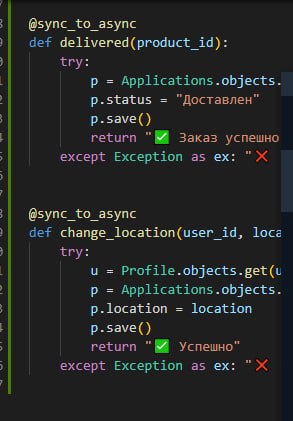 @sync_to_async
def delivered(product_id):
try:
p = Applications.objects.
p.status = "Доставлен"
p.save()
return "✅ Заказ успешно
except Exception as ex: "❌
@sync_to_async
def change_location(user_id, loca
try:
u = Profile.objects.get(u
p = Applications.objects.
p.location = location
p.save()
return "✅ Успешно"
except Exception as ex: "❌